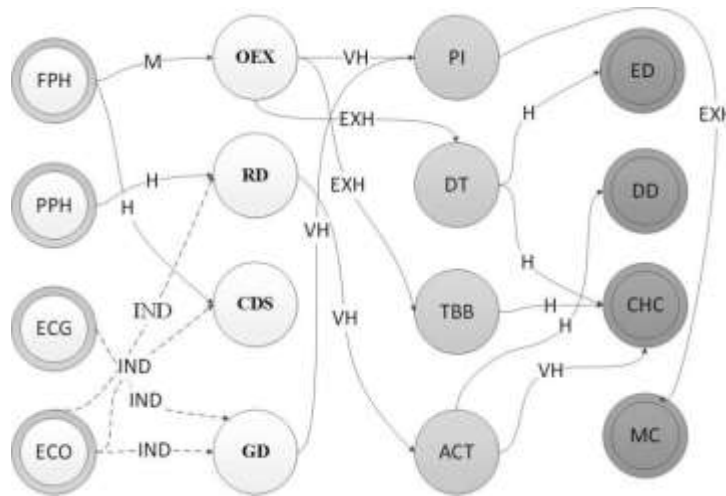 FPH M OEX VH PI ED EXH
EXH H
PPH H RD EXH DT DD
H VH H
ECG IND CDS VH TBB H H CHC
IND VH
IND
ECO IND GD ACT MC